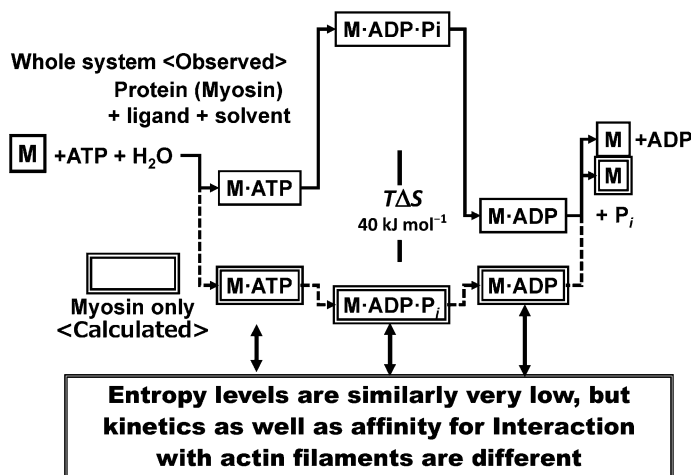 M·ADP·Pi
Whole system <Observed>
Protein (Myosin)
+ ligand + solvent
M +ATP + H₂O
M·ATP
TΔS
40 kJ mol⁻¹
M·ADP
M +ADP
M
+ Pᵢ
Myosin only
<Calculated>
M·ATP
M·ADP·Pᵢ
M·ADP
Entropy levels are similarly very low, but
kinetics as well as affinity for Interaction
with actin filaments are different